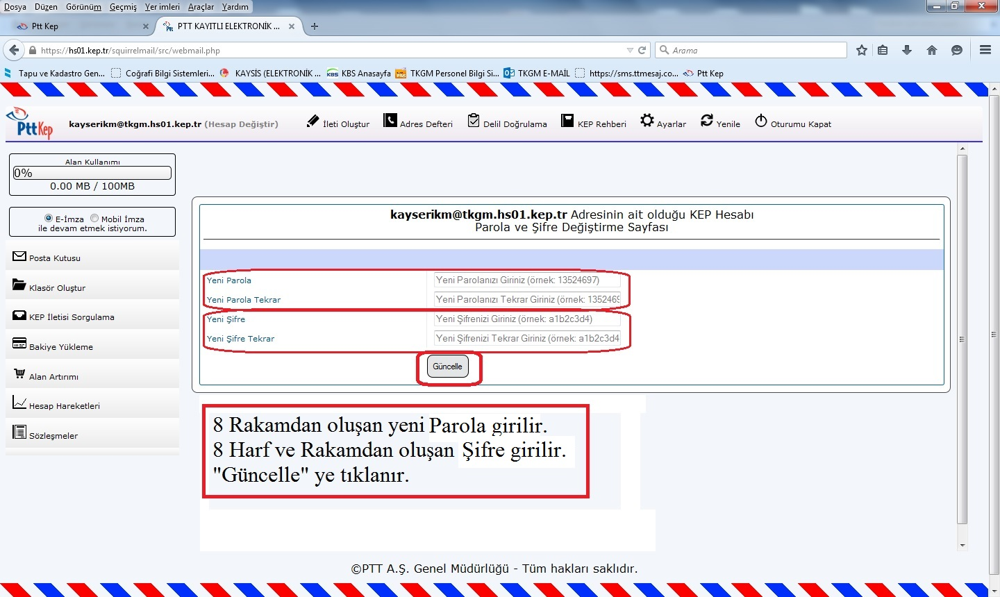 Dosya Düzen Görünüm Geçmiş Yer imleri Araçlar Yardım
Ptt Kep
PTT KAYITLI ELEKTRONİK ...
https://hs01.kep.tr/squirrelmail/src/webmail.php
Arama
Tapu ve Kadastro Gen... Coğrafi Bilgi Sistemleri... KAYSİS (ELEKTRONİK ... KBS KBS Anasayfa TKGM Personel Bilgi Si... TKGM E-MAİL https://sms.ttmesaj.co... Ptt Kep
PttKep
kayserikm@tkgm.hs01.kep.tr (Hesap Değiştir)
İleti Oluştur Adres Defteri Delil Doğrulama KEP Rehberi Ayarlar Yenile Oturumu Kapat
Alan Kullanımı
0%
0.00 MB / 100MB
E-İmza Mobil İmza
ile devam etmek istiyorum.
Posta Kutusu
Klasör Oluştur
KEP İletisi Sorgulama
Bakiye Yükleme
Alan Artırımı
Hesap Hareketleri
Sözleşmeler
kayserikm@tkgm.hs01.kep.tr Adresinin ait olduğu KEP Hesabı
Parola ve Şifre Değiştirme Sayfası
Yeni Parola Yeni Parolanızı Giriniz (örnek: 13524697)
Yeni Parola Tekrar Yeni Parolanızı Tekrar Giriniz (örnek: 1352469
Yeni Şifre Yeni Şifrenizi Giriniz (örnek: a1b2c3d4)
Yeni Şifre Tekrar Yeni Şifrenizi Tekrar Giriniz (örnek: a1b2c3d4
Güncelle
8 Rakamdan oluşan yeni Parola girilir.
8 Harf ve Rakamdan oluşan Şifre girilir.
"Güncelle" ye tıklanır.
©PTT A.Ş. Genel Müdürlüğü - Tüm hakları saklıdır.